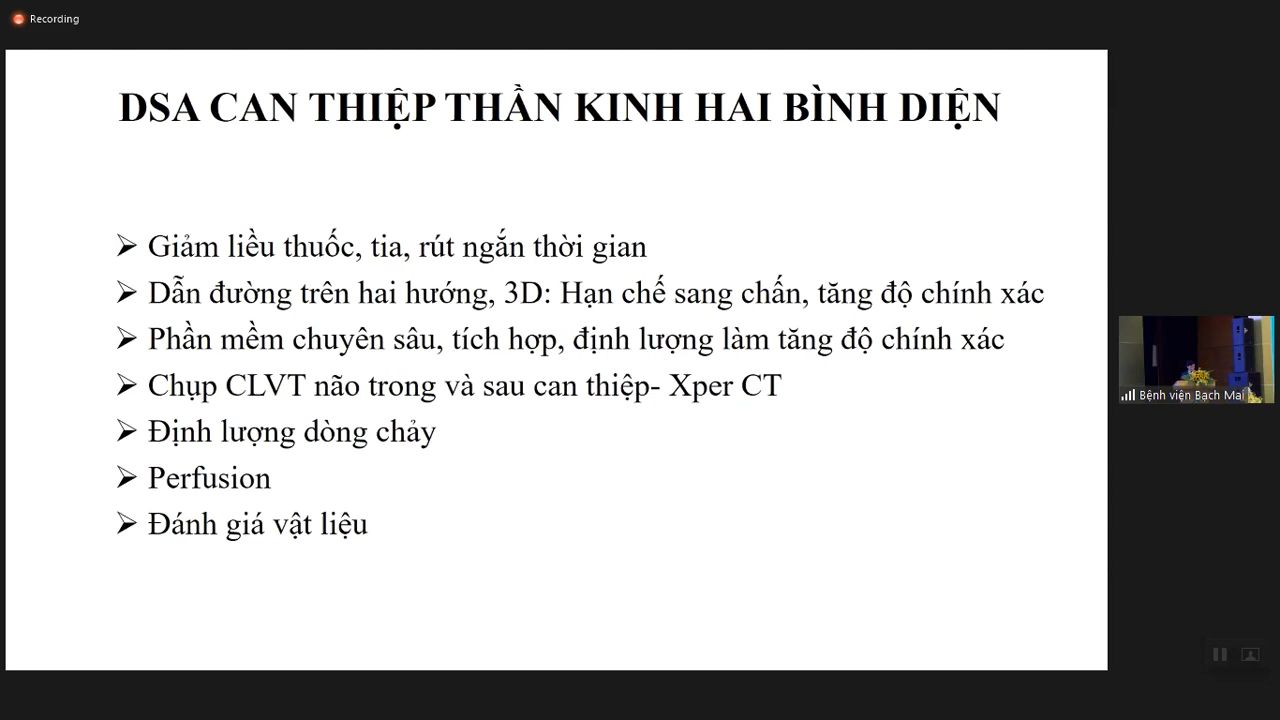 Recording
DSA CAN THIỆP THẦN KINH HAI BÌNH DIỆN
Giảm liều thuốc, tia, rút ngắn thời gian
Dẫn đường trên hai hướng, 3D: Hạn chế sang chấn, tăng độ chính xác
Phần mềm chuyên sâu, tích hợp, định lượng làm tăng độ chính xác
Chụp CLVT não trong và sau can thiệp- Xper CT
Định lượng dòng chảy
Perfusion
Đánh giá vật liệu
Bệnh viện Bạch Mai